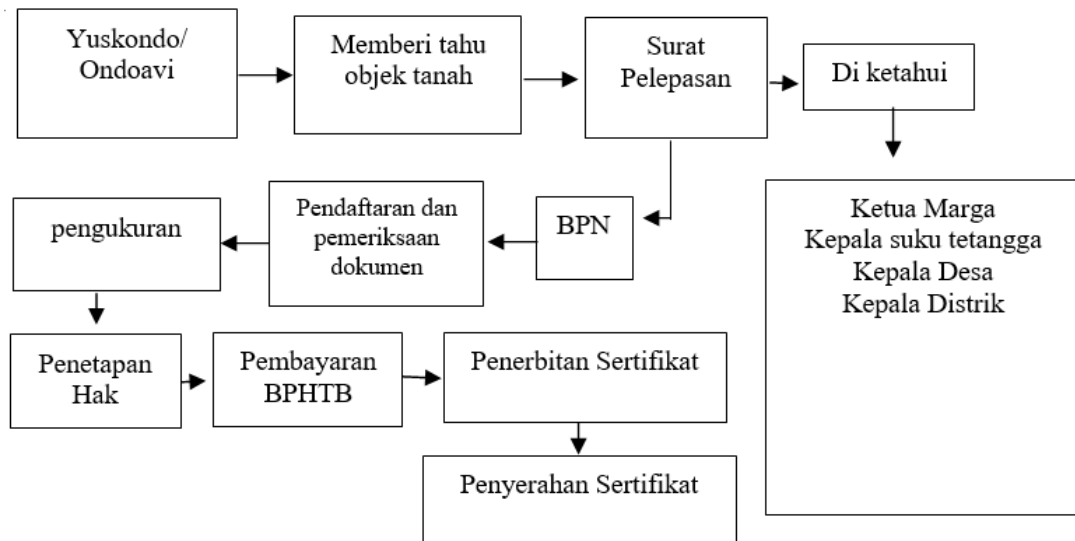 Yuskondo/
Ondoavi
Memberi tahu
objek tanah
Surat
Pelepasan
Di ketahui
Ketua Marga
Kepala suku tetangga
Kepala Desa
Kepala Distrik
BPN
Pendaftaran dan
pemeriksaan
dokumen
pengukuran
Penetapan
Hak
Pembayaran
BPHTB
Penerbitan Sertifikat
Penyerahan Sertifikat